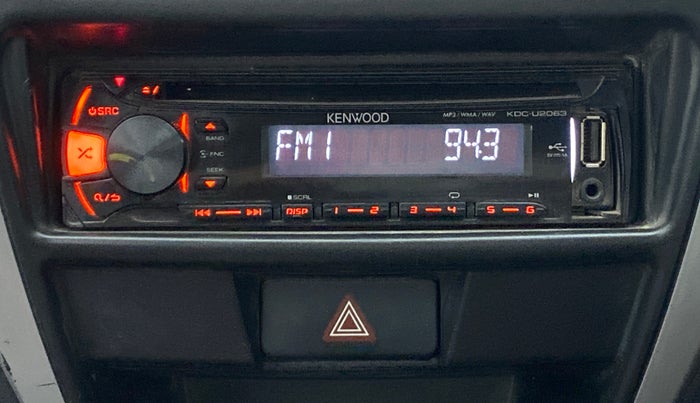 SRC
KENWOOD
MP3 / WMA / WAV KDC-U2063
FM1 943
BAND
ENC
SEEK
SCRL
DISP 1 — 2 3 — 4 5 — 6